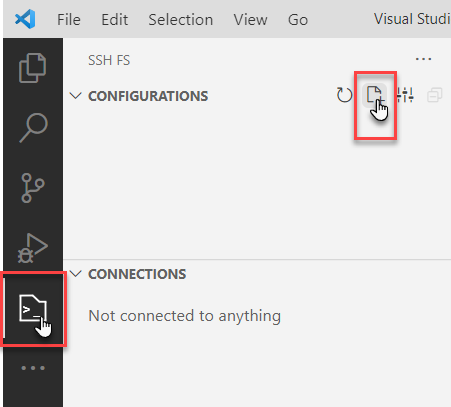 File Edit Selection View Go Visual Studi
SSH FS
CONFIGURATIONS
CONNECTIONS
Not connected to anything